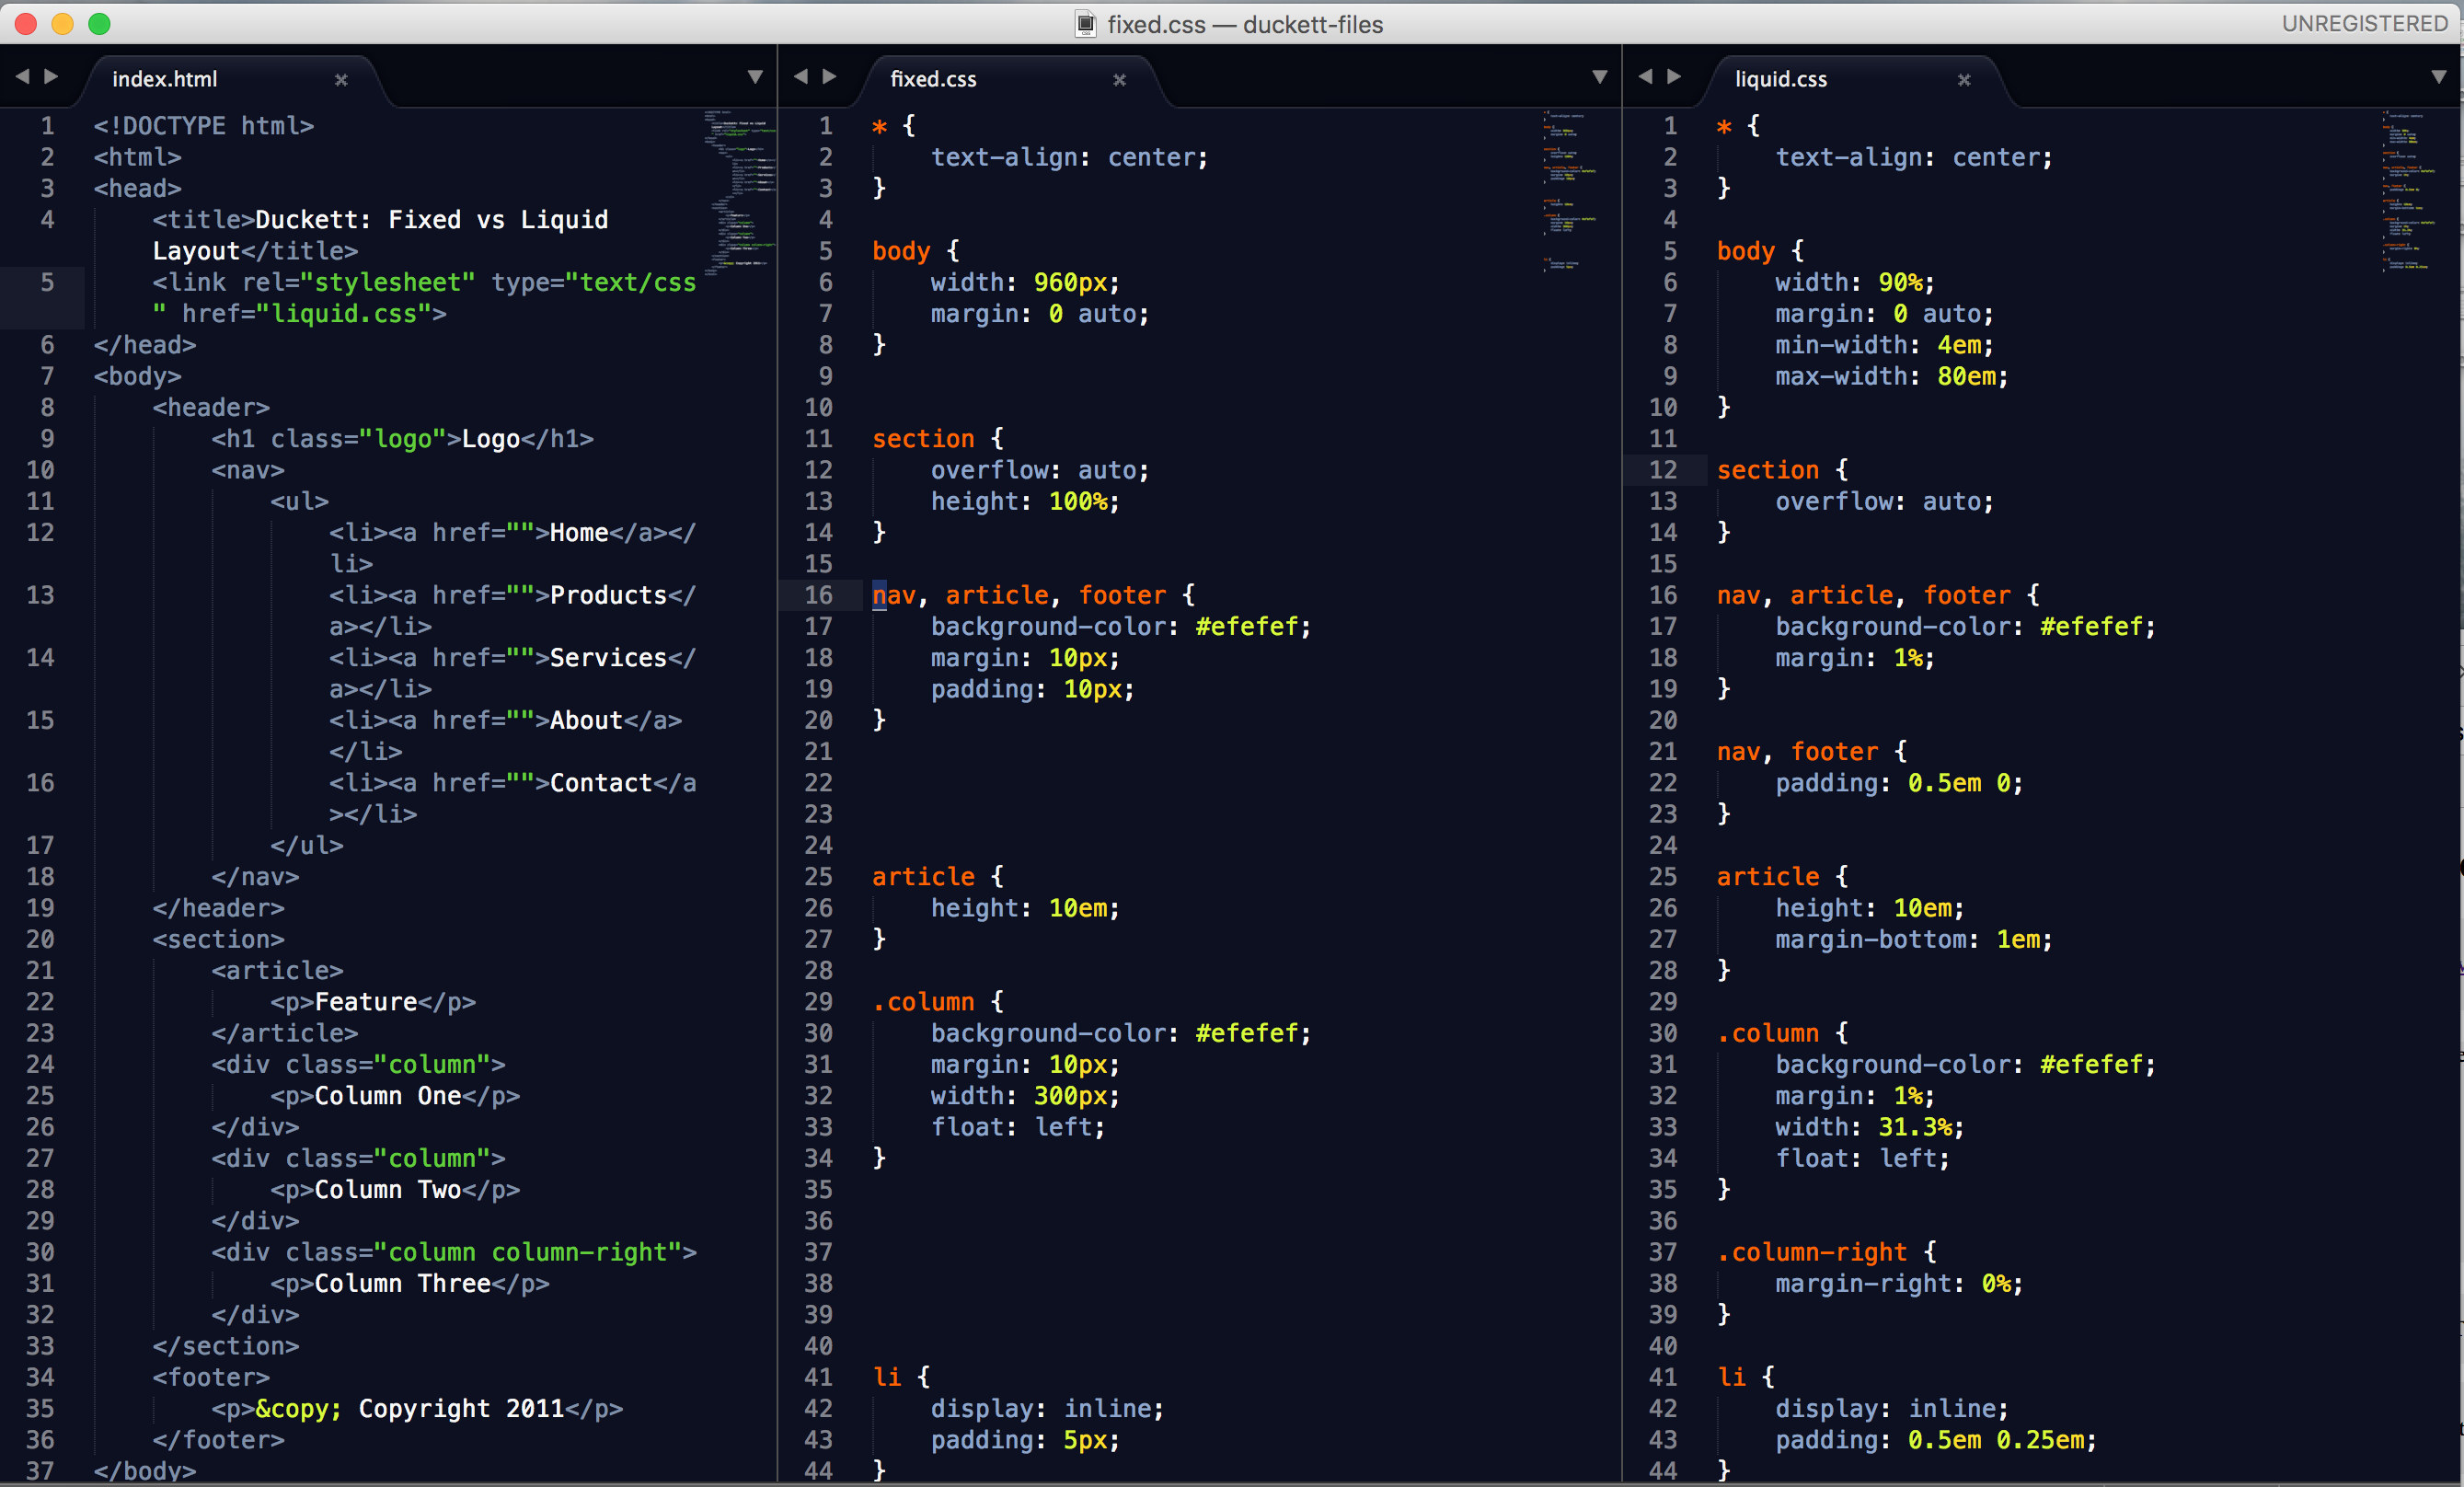 fixed.css — duckett-files
UNREGISTERED
index.html
1 <!DOCTYPE html>
2 <html>
3 <head>
4 <title>Duckett: Fixed vs Liquid
Layout</title>
5 <link rel="stylesheet" type="text/css
" href="liquid.css">
6 </head>
7 <body>
8 <header>
9 <h1 class="logo">Logo</h1>
10 <nav>
11 <ul>
12 <li><a href="">Home</a></
li>
13 <li><a href="">Products</
a></li>
14 <li><a href="">Services</
a></li>
15 <li><a href="">About</a>
</li>
16 <li><a href="">Contact</a
></li>
17 </ul>
18 </nav>
19 </header>
20 <section>
21 <article>
22 <p>Feature</p>
23 </article>
24 <div class="column">
25 <p>Column One</p>
26 </div>
27 <div class="column">
28 <p>Column Two</p>
29 </div>
30 <div class="column column-right">
31 <p>Column Three</p>
32 </div>
33 </section>
34 <footer>
35 <p>&copy; Copyright 2011</p>
36 </footer>
37 </body>
fixed.css
1 * {
2 text-align: center;
3 }
4
5 body {
6 width: 960px;
7 margin: 0 auto;
8 }
9
10
11 section {
12 overflow: auto;
13 height: 100%;
14 }
15
16 nav, article, footer {
17 background-color: #efefef;
18 margin: 10px;
19 padding: 10px;
20 }
21
22
23
24
25 article {
26 height: 10em;
27 }
28
29 .column {
30 background-color: #efefef;
31 margin: 10px;
32 width: 300px;
33 float: left;
34 }
35
36
37
38
39
40
41 li {
42 display: inline;
43 padding: 5px;
44 }
liquid.css
1 * {
2 text-align: center;
3 }
4
5 body {
6 width: 90%;
7 margin: 0 auto;
8 min-width: 4em;
9 max-width: 80em;
10 }
11
12 section {
13 overflow: auto;
14 }
15
16 nav, article, footer {
17 background-color: #efefef;
18 margin: 1%;
19 }
20
21 nav, footer {
22 padding: 0.5em 0;
23 }
24
25 article {
26 height: 10em;
27 margin-bottom: 1em;
28 }
29
30 .column {
31 background-color: #efefef;
32 margin: 1%;
33 width: 31.3%;
34 float: left;
35 }
36
37 .column-right {
38 margin-right: 0%;
39 }
40
41 li {
42 display: inline;
43 padding: 0.5em 0.25em;
44 }